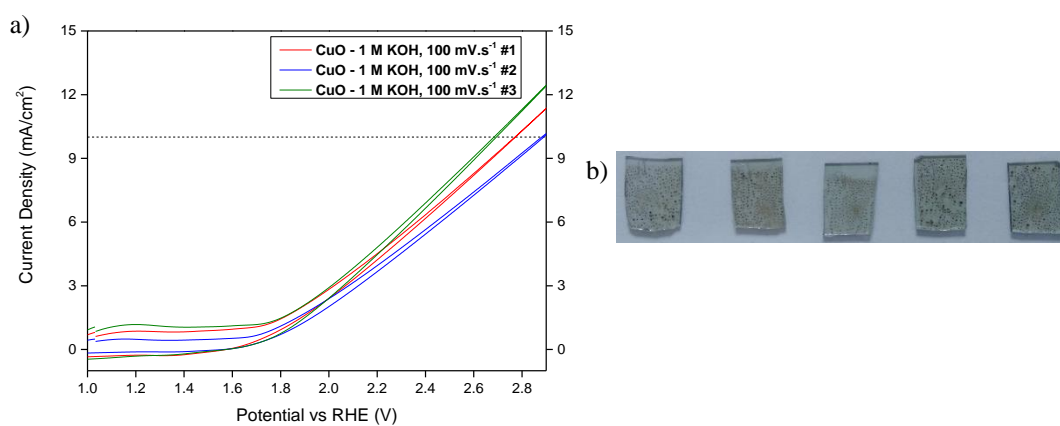 a)
15
12
9
6
3
0
Current Density (mA/cm²)
CuO - 1 M KOH, 100 mV.s⁻¹ #1
CuO - 1 M KOH, 100 mV.s⁻¹ #2
CuO - 1 M KOH, 100 mV.s⁻¹ #3
15
12
9
6
3
0
1.0 1.2 1.4 1.6 1.8 2.0 2.2 2.4 2.6 2.8
Potential vs RHE (V)
b)